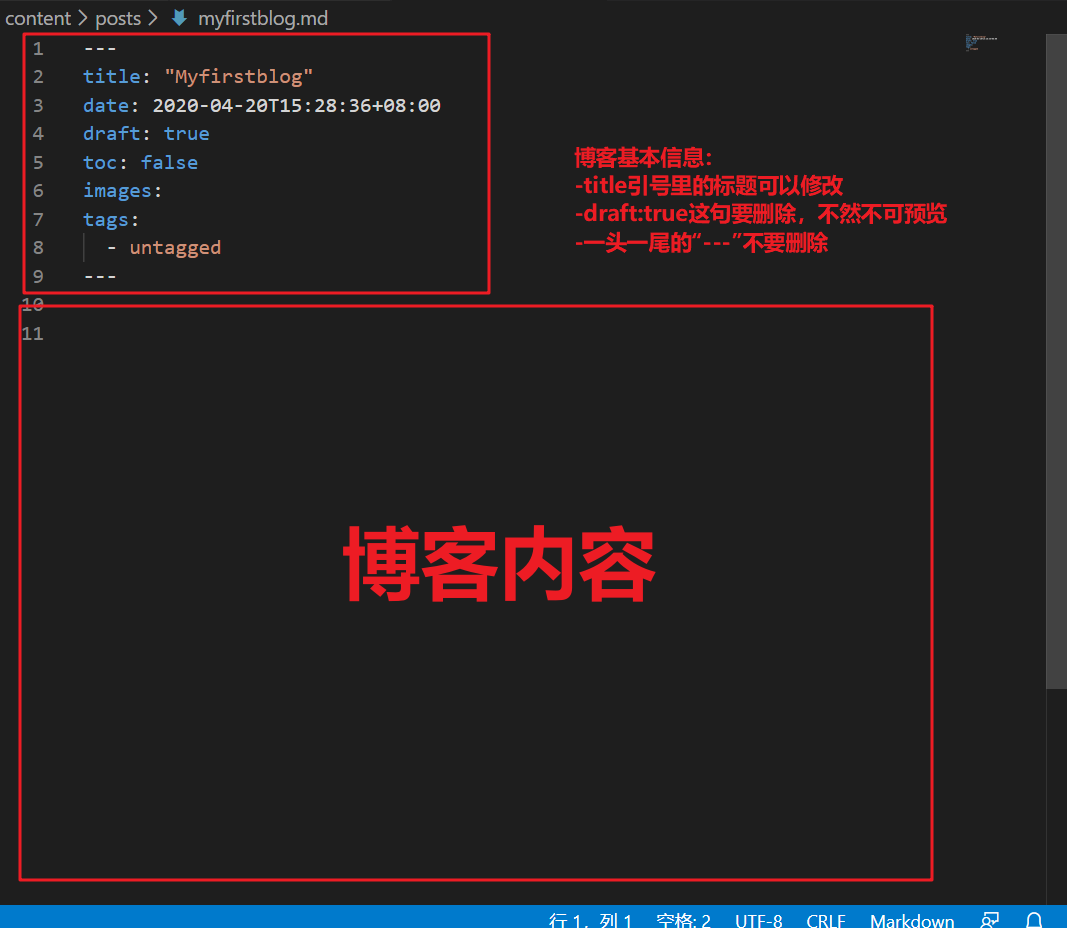 content > posts > myfirstblog.md
1 ---
2 title: "Myfirstblog"
3 date: 2020-04-20T15:28:36+08:00
4 draft: true
5 toc: false
6 images:
7 tags:
8 - untagged
9 ---
10
11
博客基本信息:
-title引号里的标题可以修改
-draft:true这句要删除，不然不可预览
-一头一尾的“---”不要删除
博客内容
行 1，列 1 空格: 2 UTF-8 CRLF Markdown